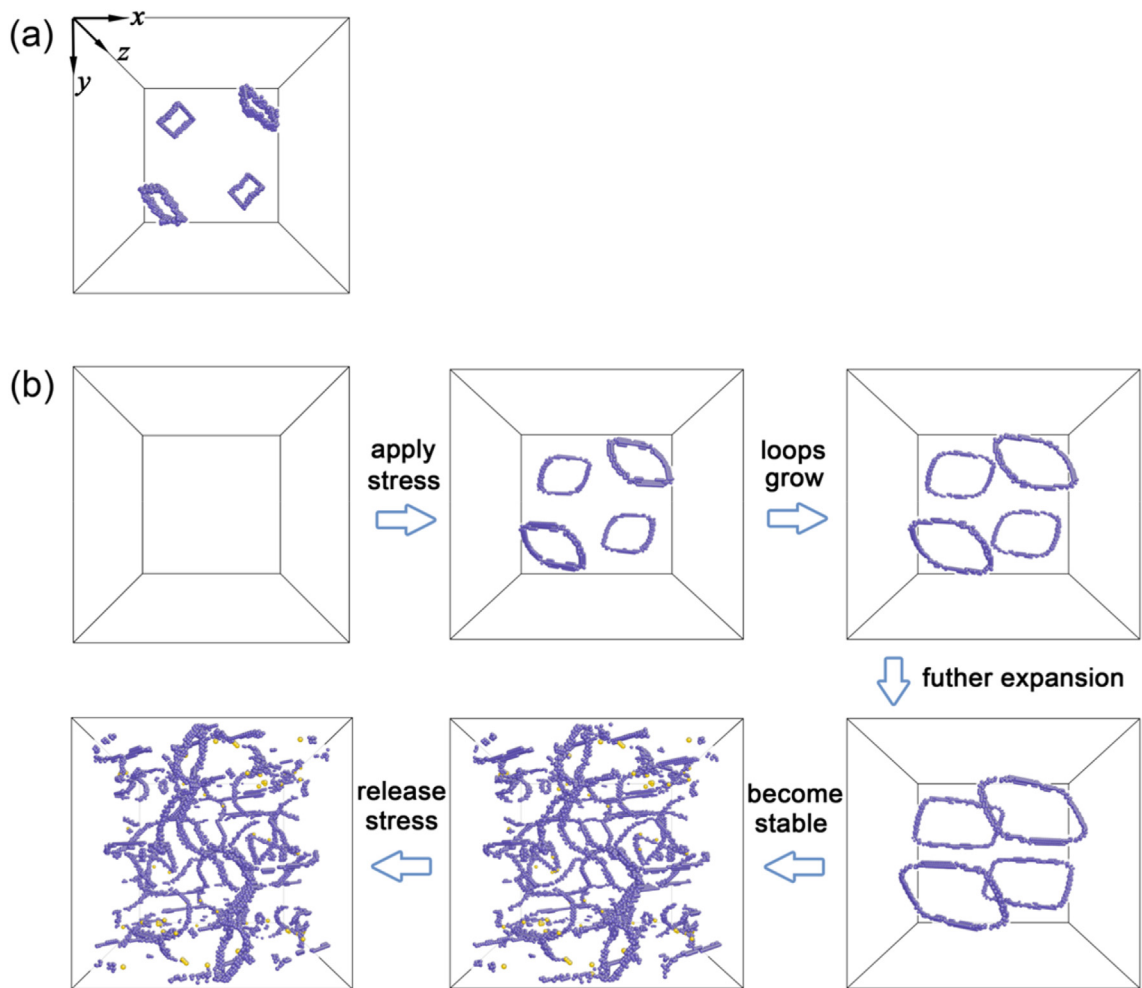 (a)
x
z
y
(b)
apply
stress
loops
grow
futher expansion
release
stress
become
stable